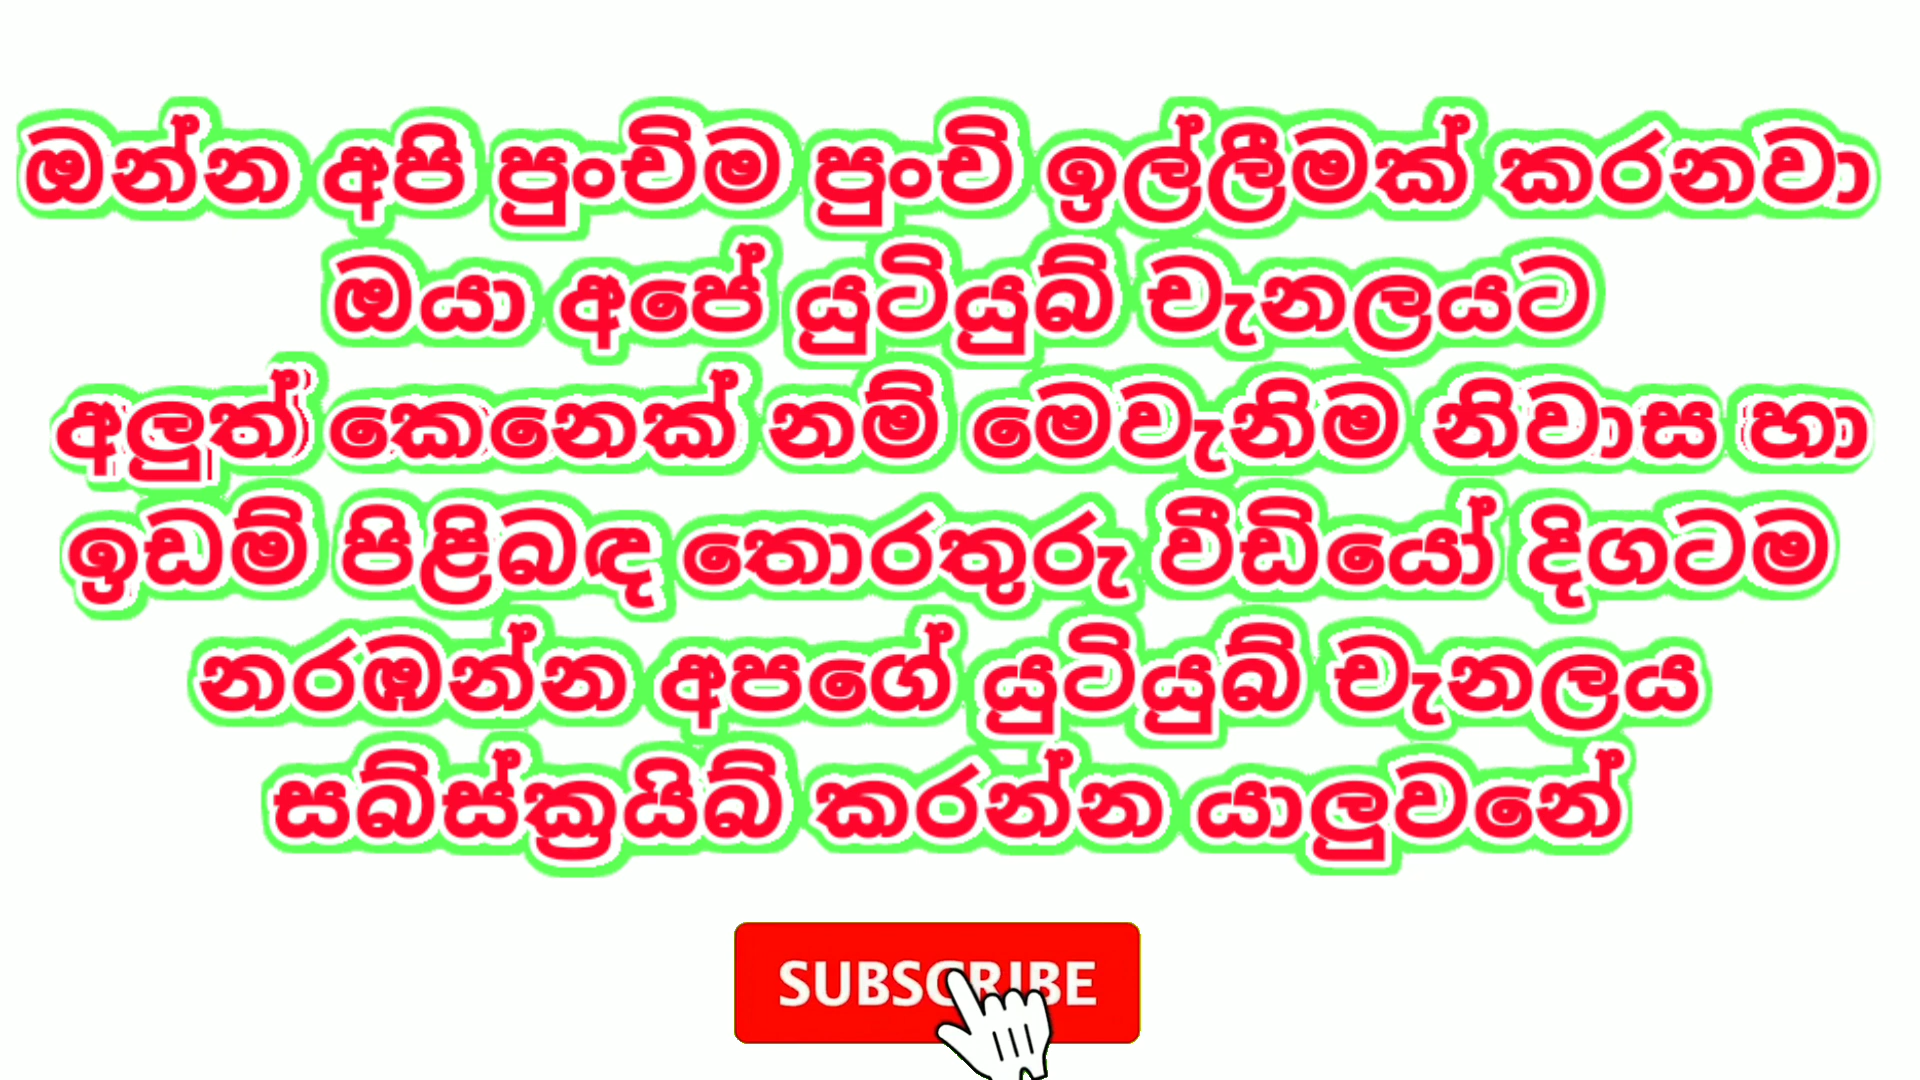 ඔන්න අපි පුංචිම පුංචි ඉල්ලීමක් කරනවා
ඔයා අපේ යුටියුබ් චැනලයට
අලුත් කෙනෙක් නම් මෙවැනිම නිවාස හා
ඉඩම් පිළිබඳ තොරතුරු වීඩියෝ දිගටම
නරඹන්න අපගේ යුටියුබ් චැනලය
සබ්ස්ක්‍රයිබ් කරන්න යාලුවනේ
SUBSCRIBE